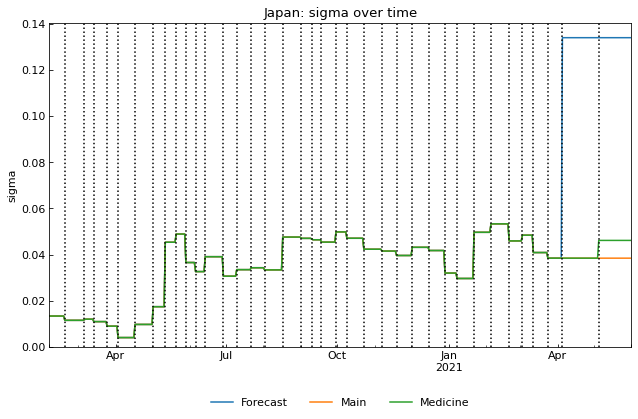 Japan: sigma over time
0.14
0.12
0.10
0.08
0.06
0.04
0.02
0.00
sigma
Apr Jul Oct Jan Apr
2021
Forecast Main Medicine